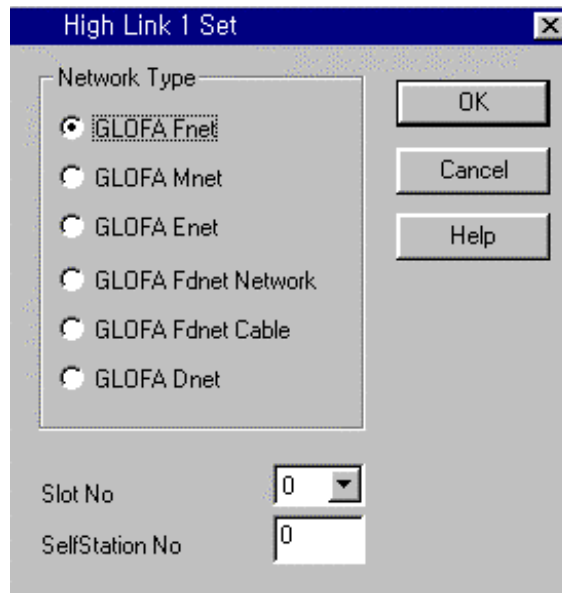 High Link 1 Set
Network Type
GLOFA Fnet
GLOFA Mnet
GLOFA Enet
GLOFA Fdnet Network
GLOFA Fdnet Cable
GLOFA Dnet
OK
Cancel
Help
Slot No
0
SelfStation No
0